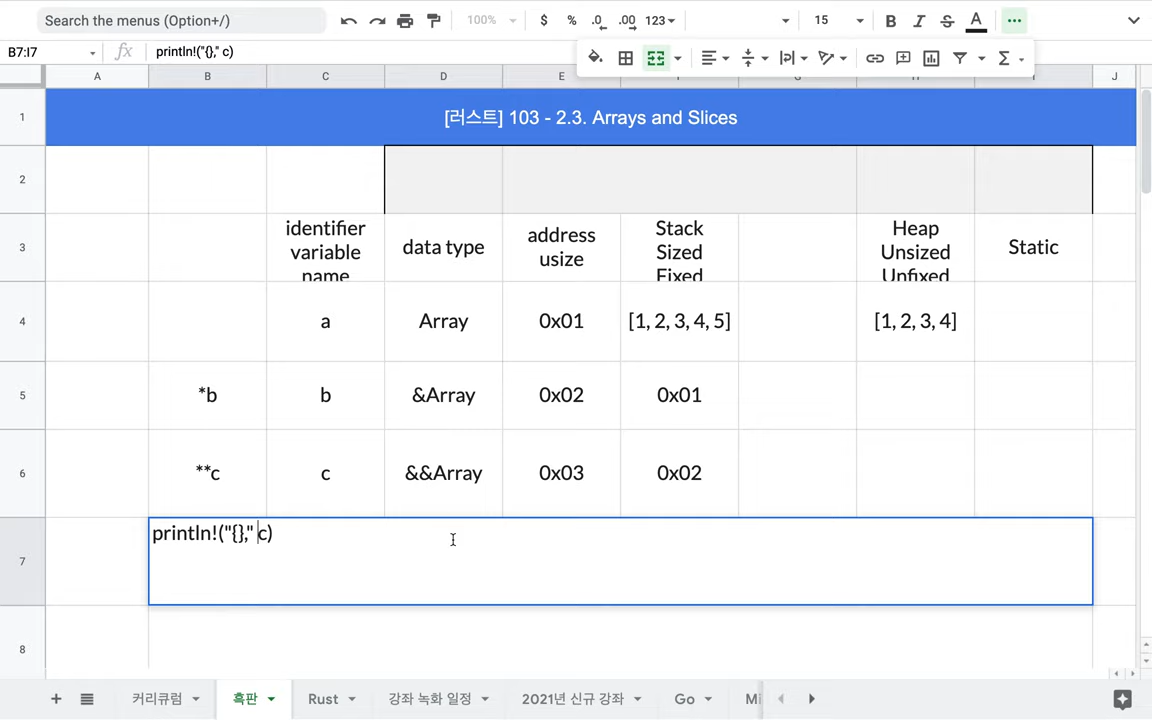 Search the menus (Option+/)
100%
$ % .0 .00 123
15
B I S A
B7:I7
fx println!("{}," c)
A B C D E F G H I J
1 [러스트] 103 - 2.3. Arrays and Slices
2
3
identifier variable name
data type
address usize
Stack Sized Fixed
Heap Unsized Unfixed
Static
4 a Array 0x01 [1, 2, 3, 4, 5] [1, 2, 3, 4]
5 *b b &Array 0x02 0x01
6 **c c &&Array 0x03 0x02
7 println!("{}," c)
8
커리큘럼 흑판 Rust 강좌 녹화 일정 2021년 신규 강좌 Go